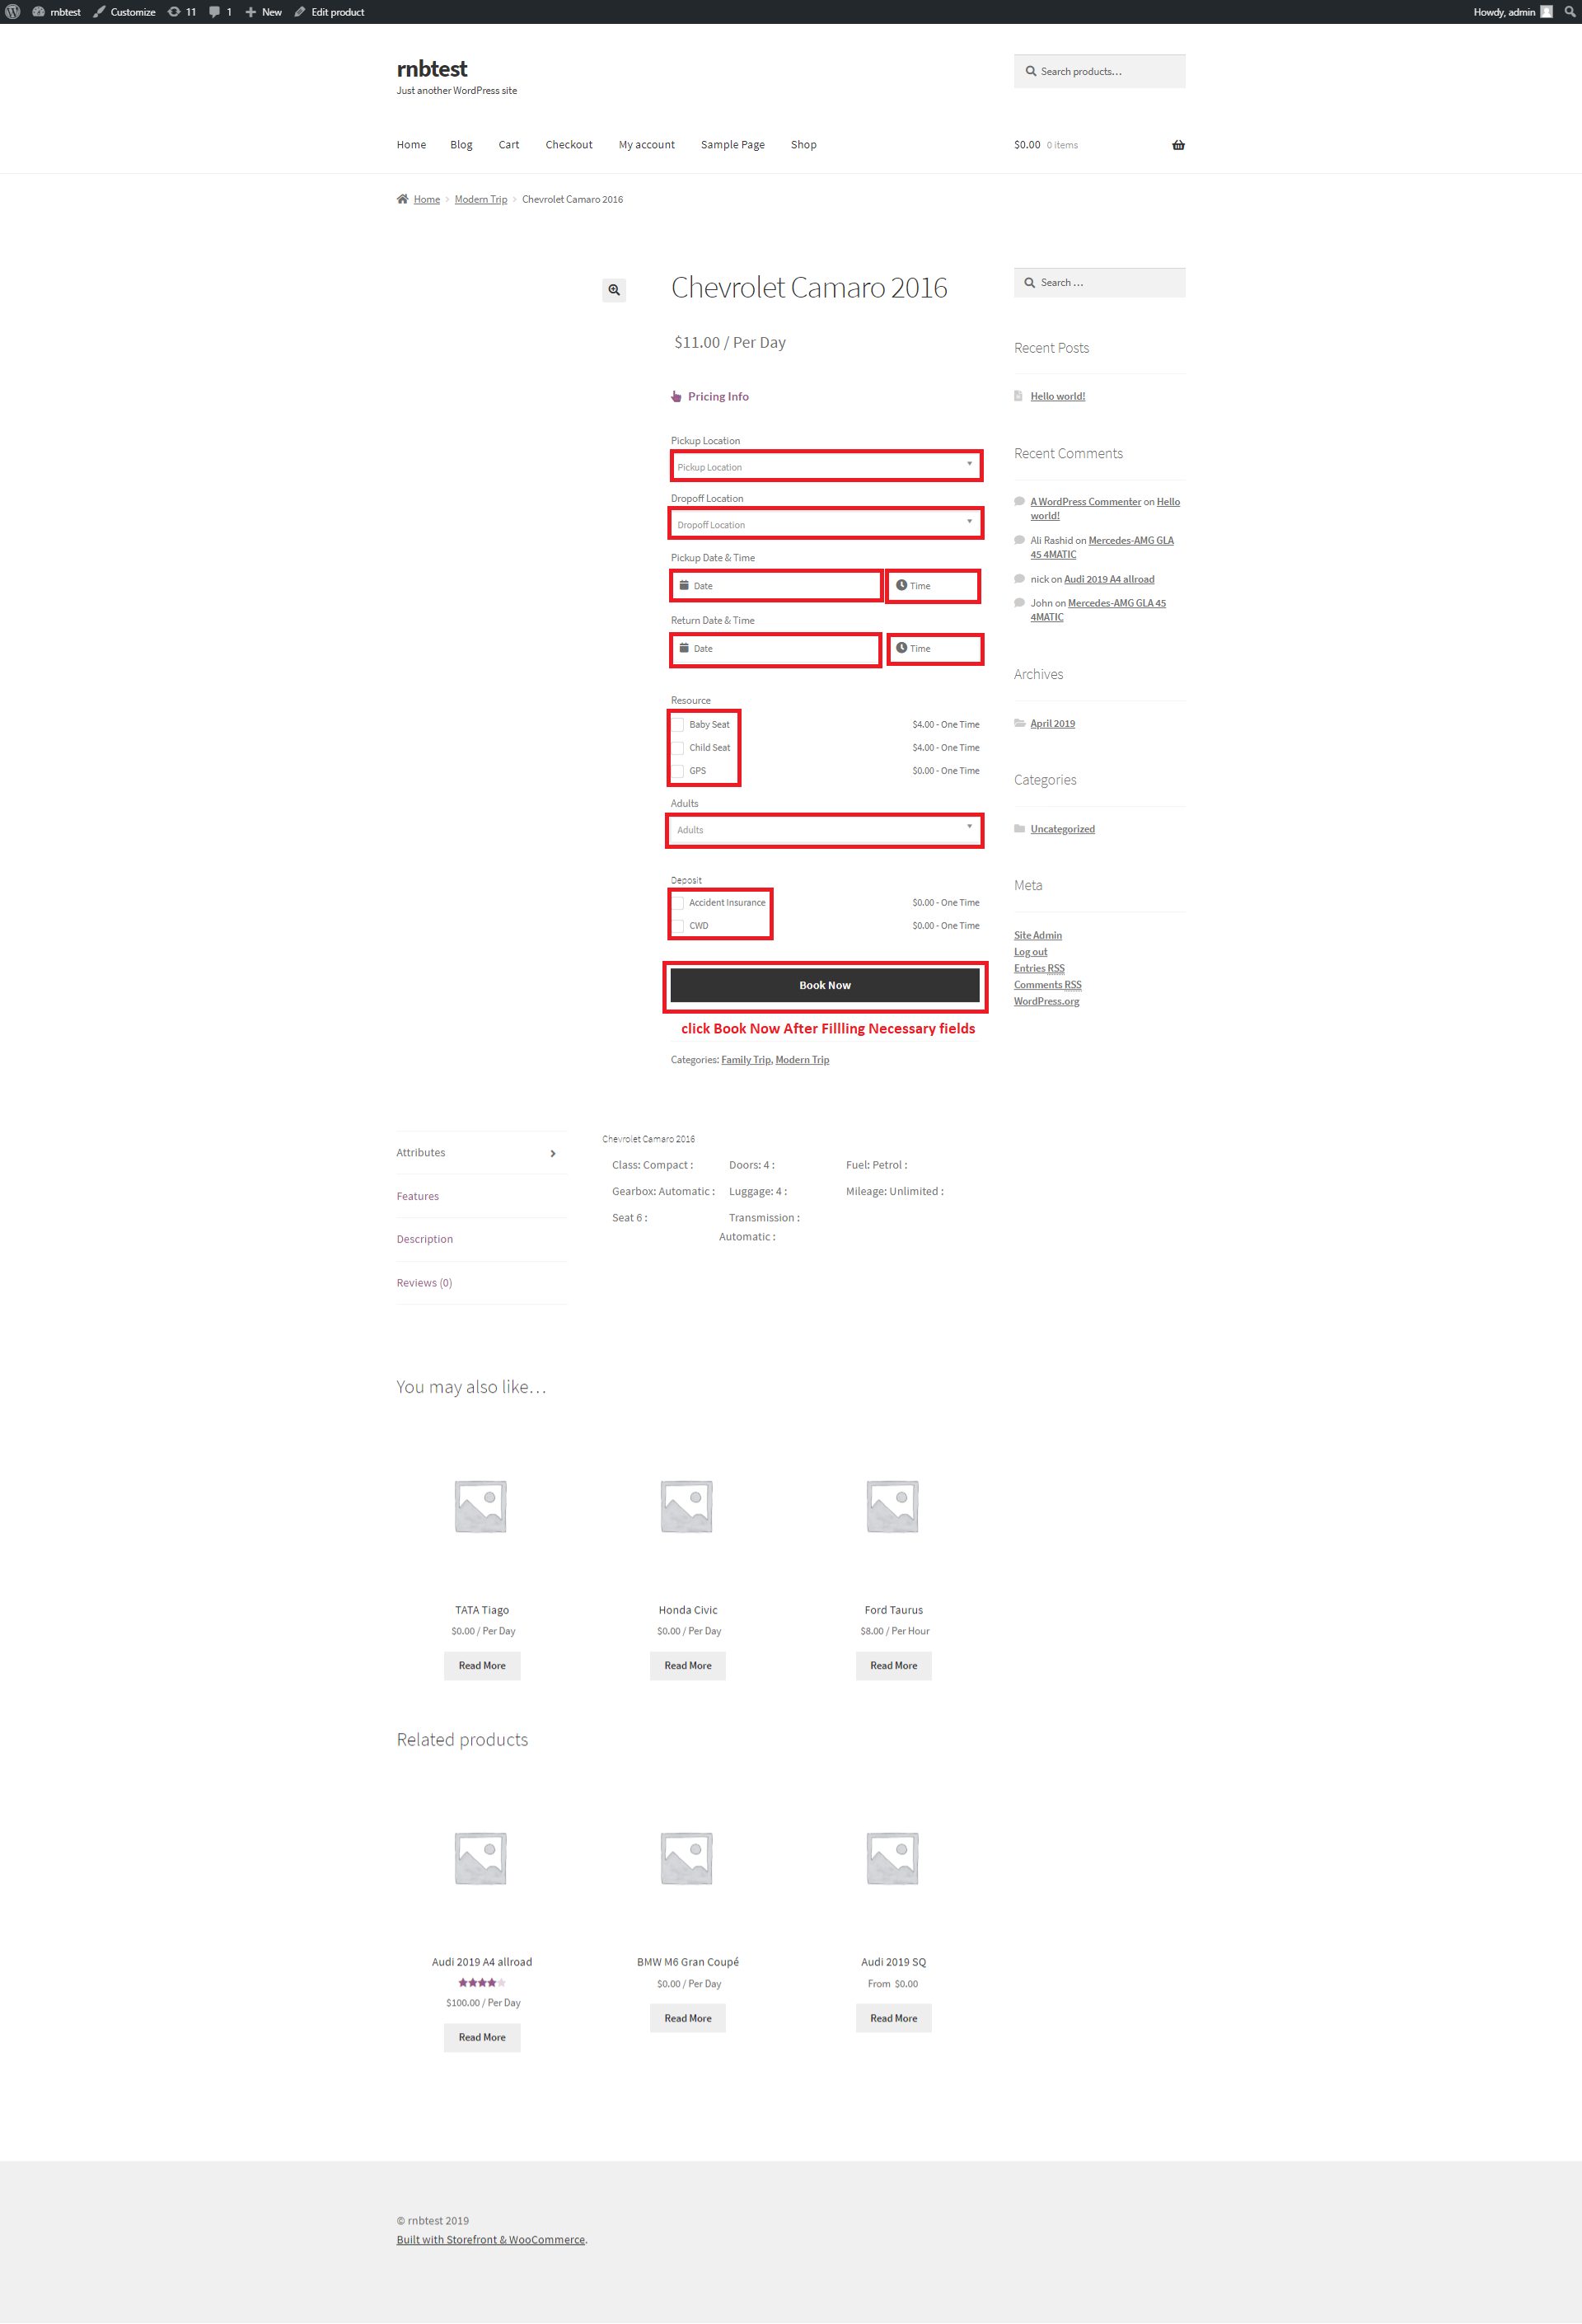 rnbtest Customize 11 1 New Edit product Howdy, admin
rnbtest
Just another WordPress site
Search products…
Home Blog Cart Checkout My account Sample Page Shop
$0.00 0 items
Home Modern Trip Chevrolet Camaro 2016
Chevrolet Camaro 2016
$11.00 / Per Day
Pricing Info
Pickup Location
Pickup Location
Dropoff Location
Dropoff Location
Pickup Date & Time
Date Time
Return Date & Time
Date Time
Resource
Baby Seat $4.00 - One Time
Child Seat $4.00 - One Time
GPS $0.00 - One Time
Adults
Adults
Deposit
Accident Insurance $0.00 - One Time
CWD $0.00 - One Time
Book Now
click Book Now After Fillling Necessary fields
Categories: Family Trip, Modern Trip
Search …
Recent Posts
Hello world!
Recent Comments
A WordPress Commenter on Hello
world!
Ali Rashid on Mercedes-AMG GLA
45 4MATIC
nick on Audi 2019 A4 allroad
John on Mercedes-AMG GLA 45
4MATIC
Archives
April 2019
Categories
Uncategorized
Meta
Site Admin
Log out
Entries RSS
Comments RSS
WordPress.org
Attributes
Features
Description
Reviews (0)
Chevrolet Camaro 2016
Class: Compact : Doors: 4 : Fuel: Petrol :
Gearbox: Automatic : Luggage: 4 : Mileage: Unlimited :
Seat 6 : Transmission :
Automatic :
You may also like…
TATA Tiago Honda Civic Ford Taurus
$0.00 / Per Day $0.00 / Per Day $8.00 / Per Hour
Read More Read More Read More
Related products
Audi 2019 A4 allroad BMW M6 Gran Coupé Audi 2019 SQ
$0.00 / Per Day From $0.00
$100.00 / Per Day
Read More Read More
Read More
© rnbtest 2019
Built with Storefront & WooCommerce.